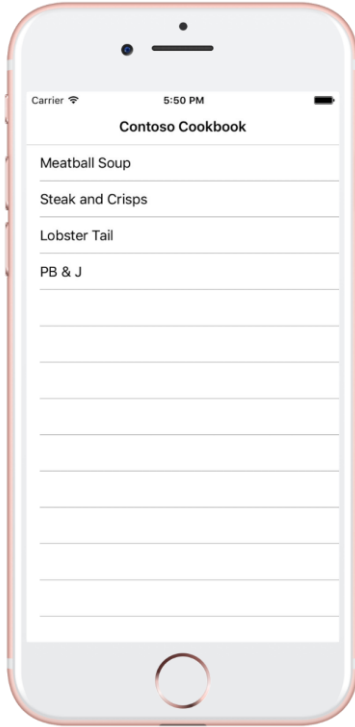 Carrier 5:50 PM
Contoso Cookbook
Meatball Soup
Steak and Crisps
Lobster Tail
PB & J